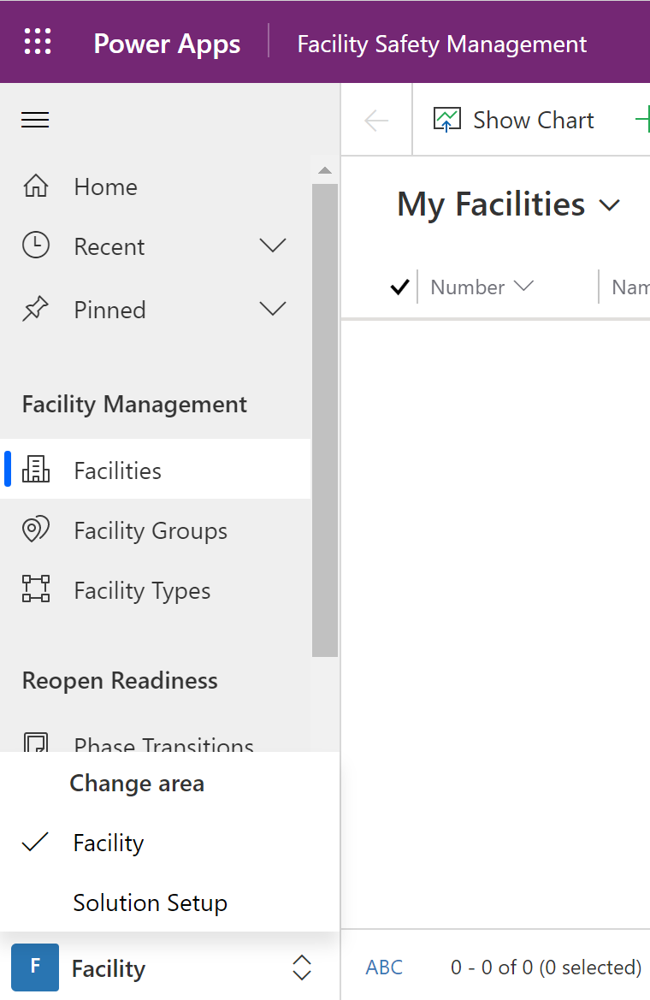 Power Apps
Facility Safety Management
Home
Recent
Pinned
Facility Management
Facilities
Facility Groups
Facility Types
Reopen Readiness
Phase Transitions
Change area
Facility
Solution Setup
F
Facility
Show Chart
My Facilities
Number
Nam
ABC
0 - 0 of 0 (0 selected)